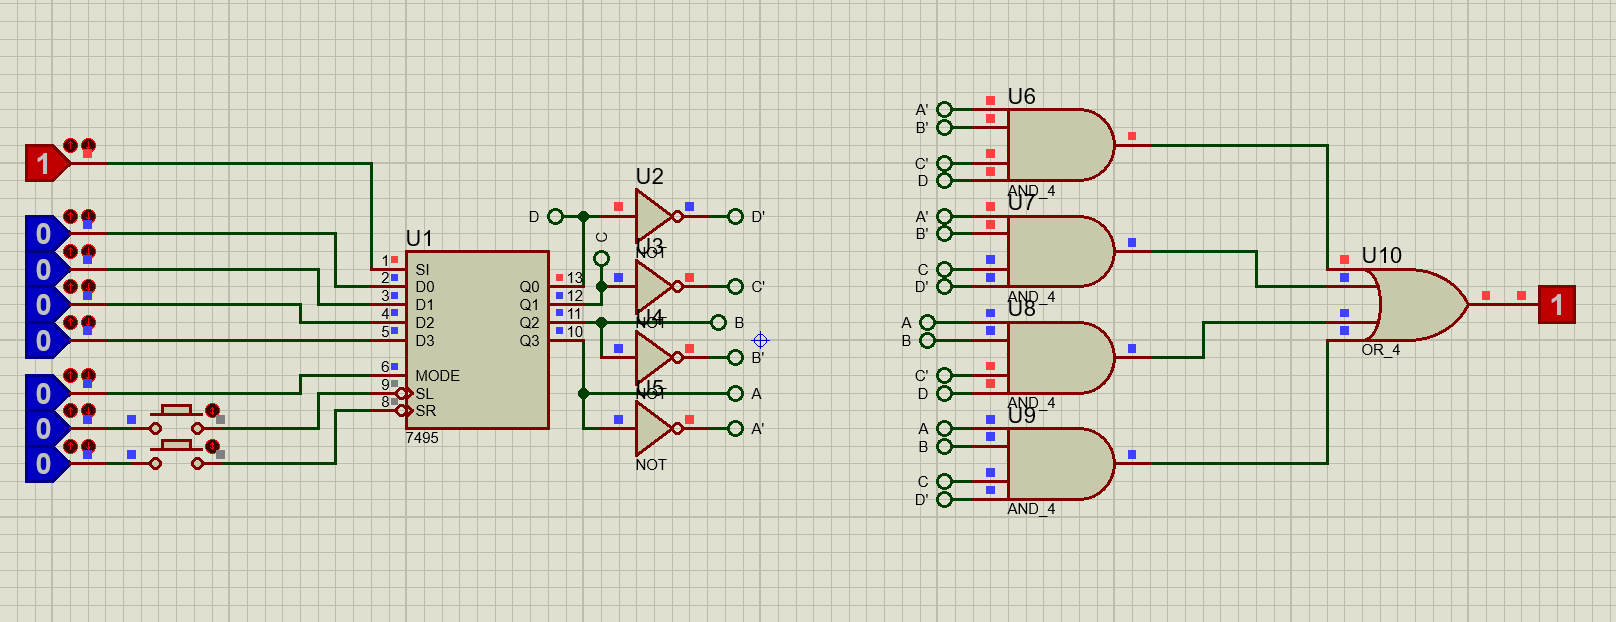 1
0
0
0
0
0
0
0
U1
1
2
3
4
5
6
9
8
SI
D0
D1
D2
D3
MODE
SL
SR
Q0
Q1
Q2
Q3
13
12
11
10
7495
D
C
U2
NOT
D'
U3
NOT
C'
B
U4
NOT
B'
A
U5
NOT
A'
U6
A'
B'
C'
D
AND_4
U7
A'
B'
C
D'
AND_4
U8
A
B
C'
D
AND_4
U9
A
B
C
D'
AND_4
U10
OR_4
1